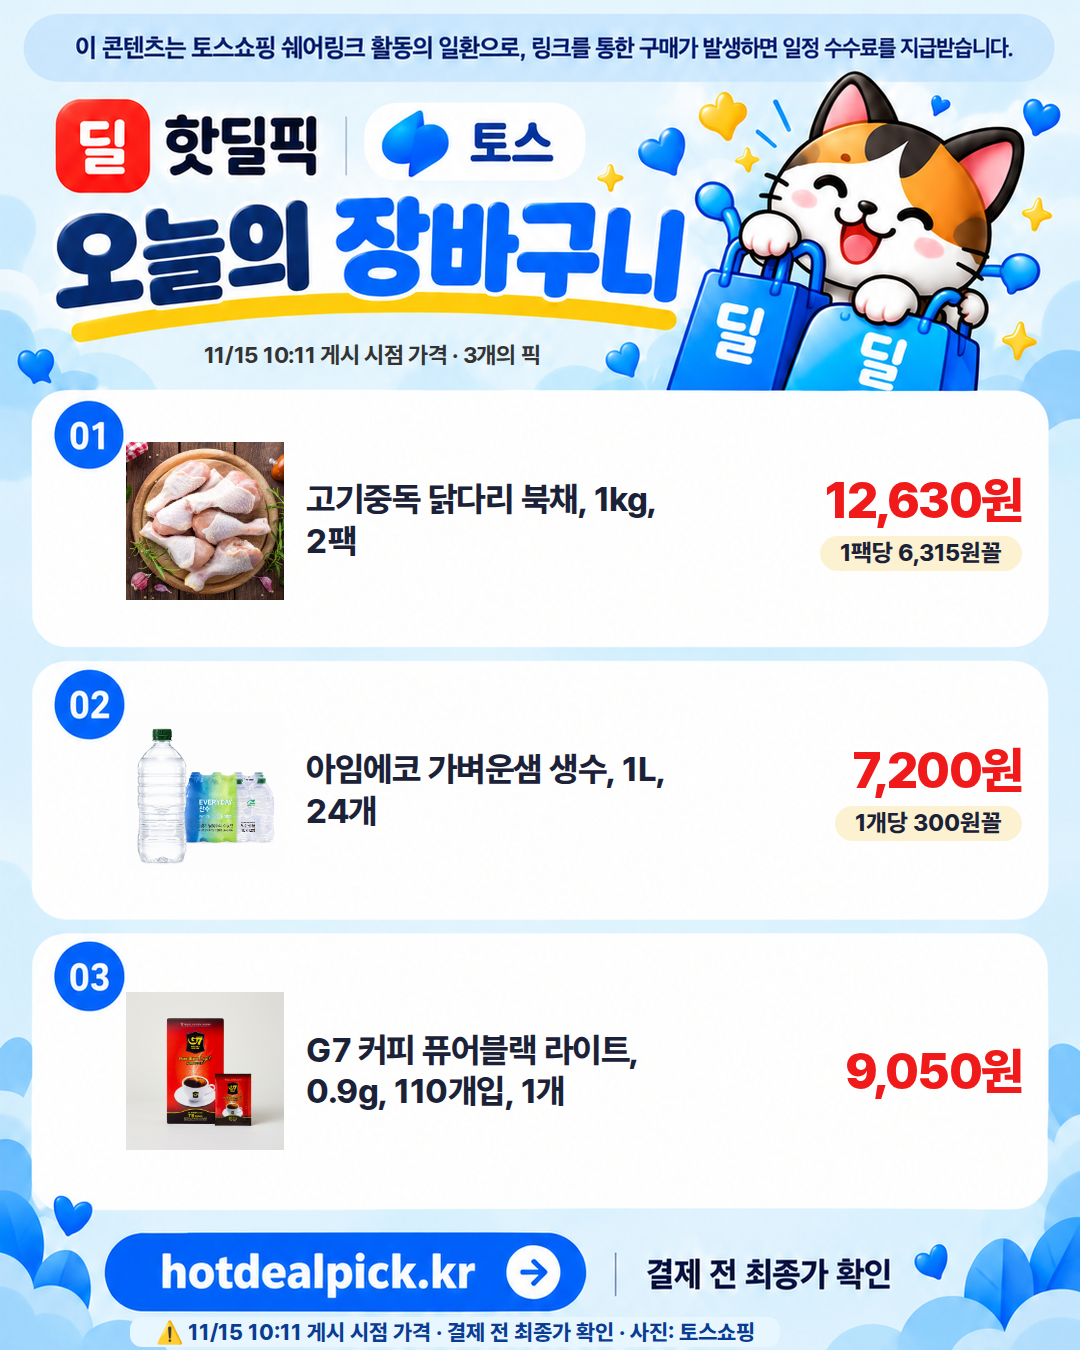 이 콘텐츠는 토스쇼핑 쉐어링크 활동의 일환으로, 링크를 통한 구매가 발생하면 일정 수수료를 지급받습니다.
딜 핫딜픽 토스
오늘의 장바구니
11/15 10:11 게시 시점 가격 · 3개의 픽
딜
딜
01
고기중독 닭다리 북채, 1kg,
2팩
12,630원
1팩당 6,315원꼴
02
EVERYDAY
아임에코 가벼운샘 생수, 1L,
24개
7,200원
1개당 300원꼴
03
G7
G7
G7 커피 퓨어블랙 라이트,
0.9g, 110개입, 1개
9,050원
hotdealpick.kr
결제 전 최종가 확인
⚠️ 11/15 10:11 게시 시점 가격 · 결제 전 최종가 확인 · 사진: 토스쇼핑